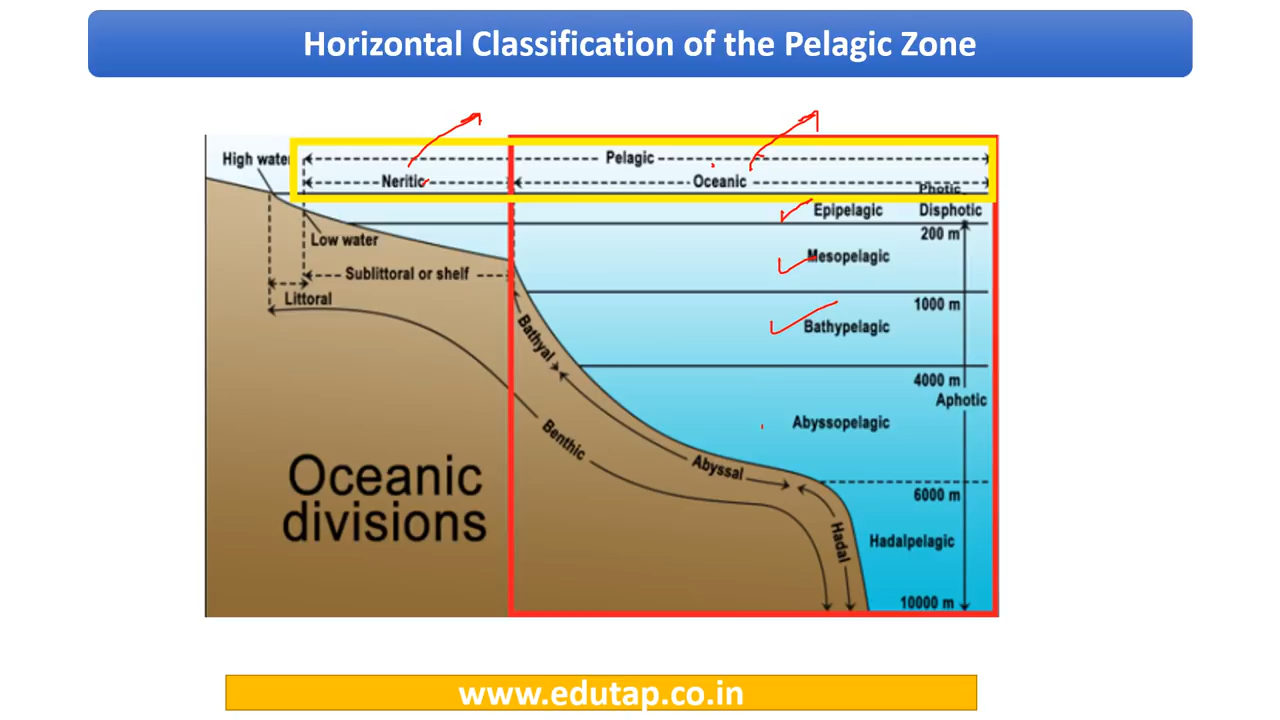 Horizontal Classification of the Pelagic Zone
High water
Pelagic
Neritic
Oceanic
Photic
Epipelagic
Disphotic
200 m
Low water
Mesopelagic
Sublittoral or shelf
Littoral
1000 m
Bathypelagic
Bathyal
4000 m
Aphotic
Abyssopelagic
Benthic
Abyssal
Oceanic
divisions
6000 m
Hadal
Hadalpelagic
10000 m
www.edutap.co.in